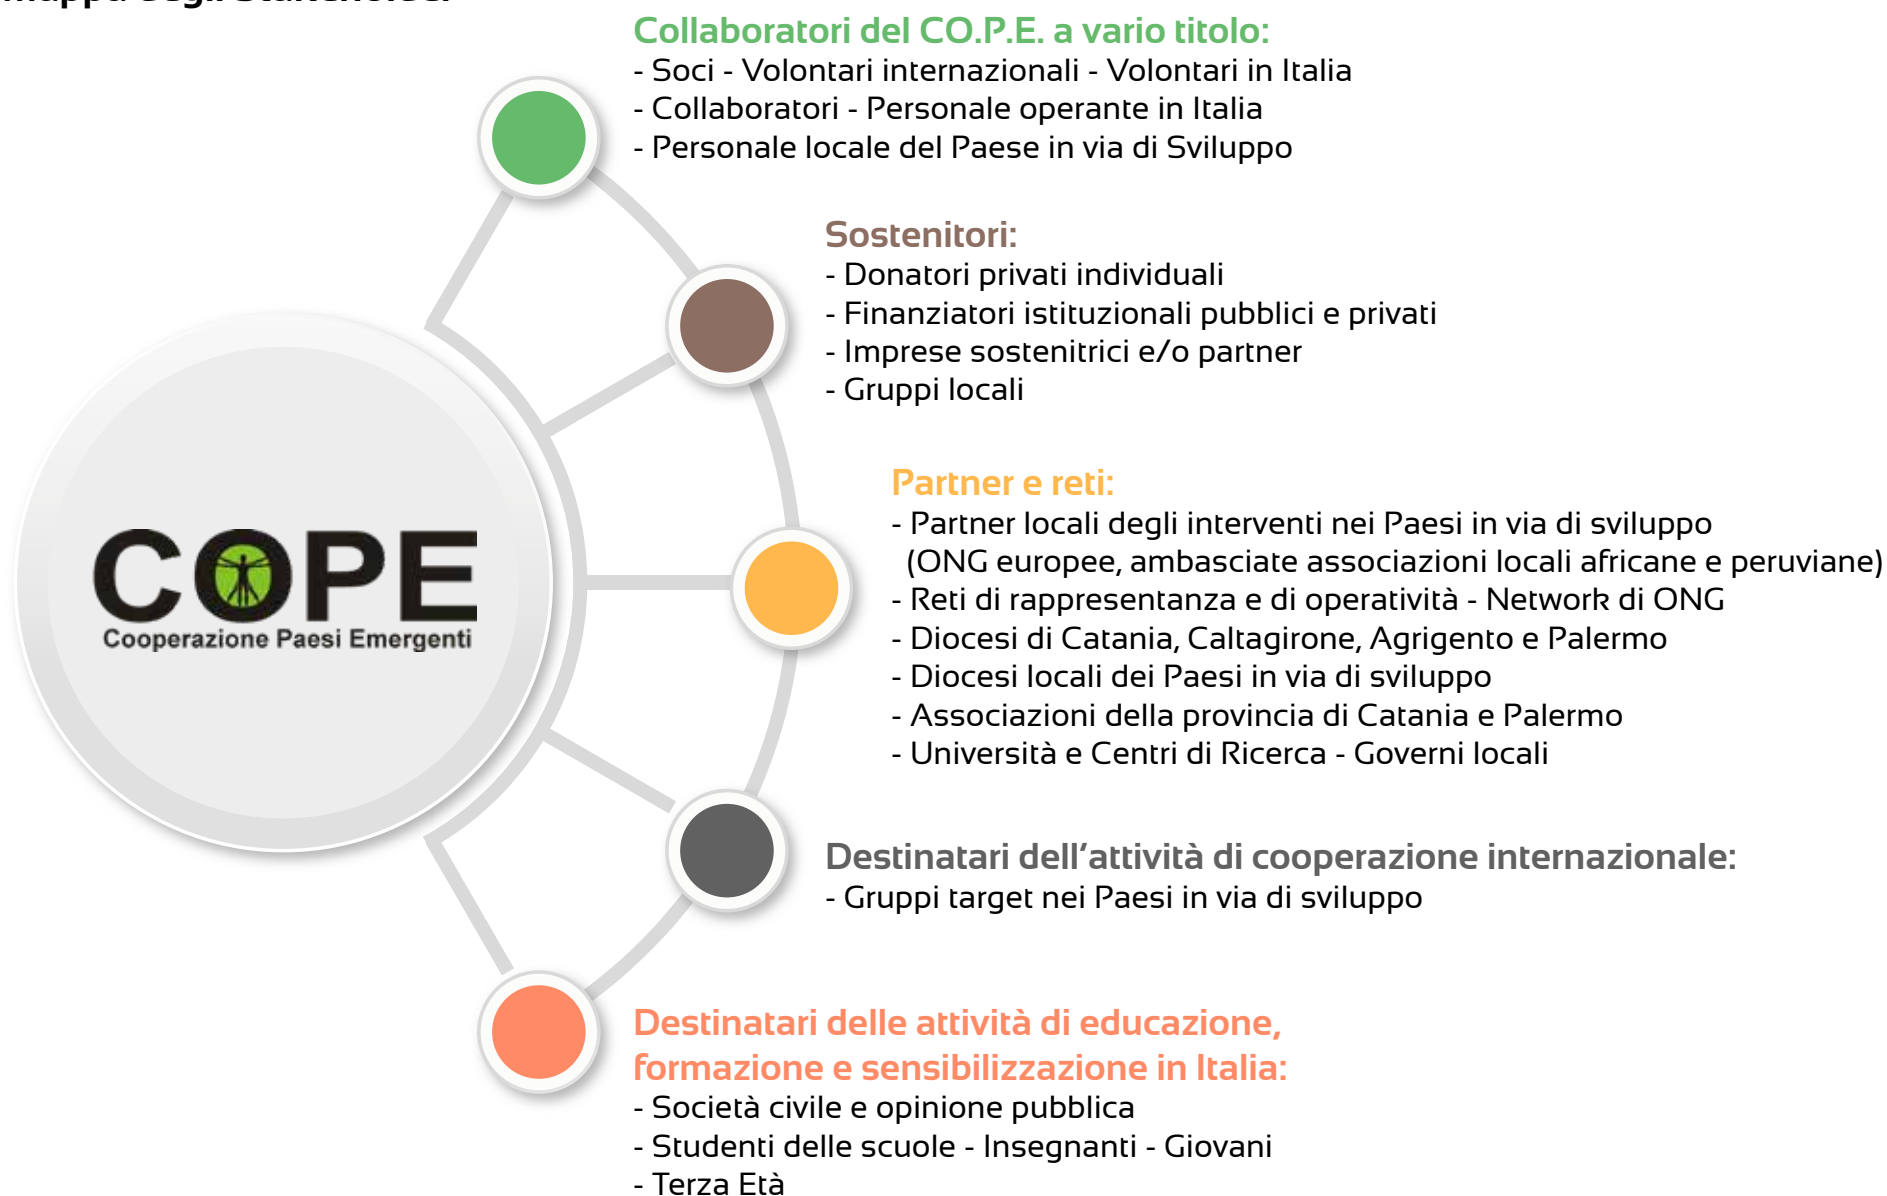 Mappa degli Stakeholder
Collaboratori del CO.P.E. a vario titolo:
- Soci - Volontari internazionali - Volontari in Italia
- Collaboratori - Personale operante in Italia
- Personale locale del Paese in via di Sviluppo
Sostenitori:
- Donatori privati individuali
- Finanziatori istituzionali pubblici e privati
- Imprese sostenitrici e/o partner
- Gruppi locali
COPE
Cooperazione Paesi Emergenti
Partner e reti:
- Partner locali degli interventi nei Paesi in via di sviluppo
(ONG europee, ambasciate associazioni locali africane e peruviane)
- Reti di rappresentanza e di operatività - Network di ONG
- Diocesi di Catania, Caltagirone, Agrigento e Palermo
- Diocesi locali dei Paesi in via di sviluppo
- Associazioni della provincia di Catania e Palermo
- Università e Centri di Ricerca - Governi locali
Destinatari dell'attività di cooperazione internazionale:
- Gruppi target nei Paesi in via di sviluppo
Destinatari delle attività di educazione,
formazione e sensibilizzazione in Italia:
- Società civile e opinione pubblica
- Studenti delle scuole - Insegnanti - Giovani
- Terza Età